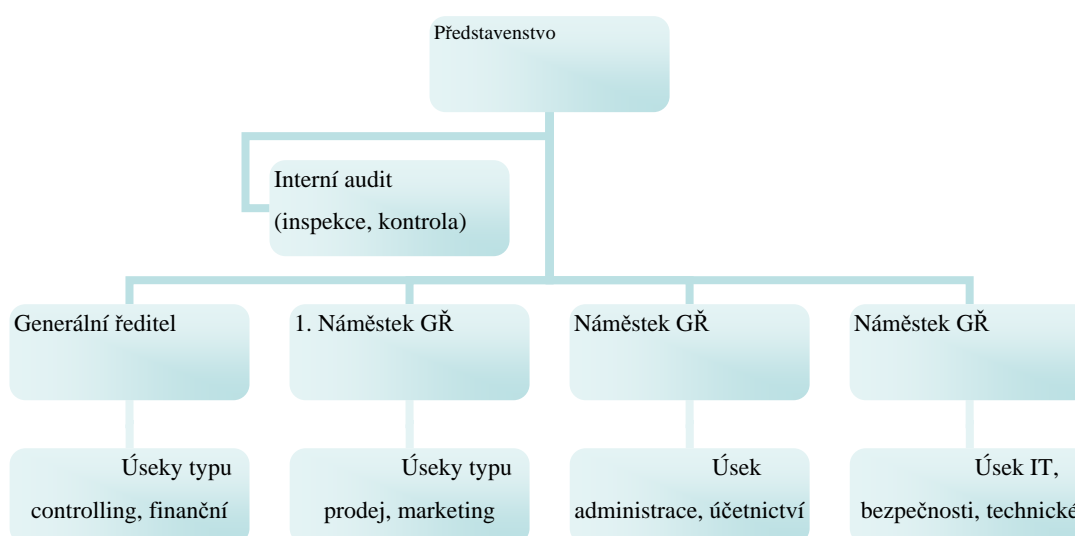 Představenstvo
Interní audit
(inspekce, kontrola)
Generální ředitel
1. Náměstek GŘ
Náměstek GŘ
Náměstek GŘ
Úseky typu
controlling, finanční
Úseky typu
prodej, marketing
Úsek
administrace, účetnictví
Úsek IT,
bezpečnosti, technické